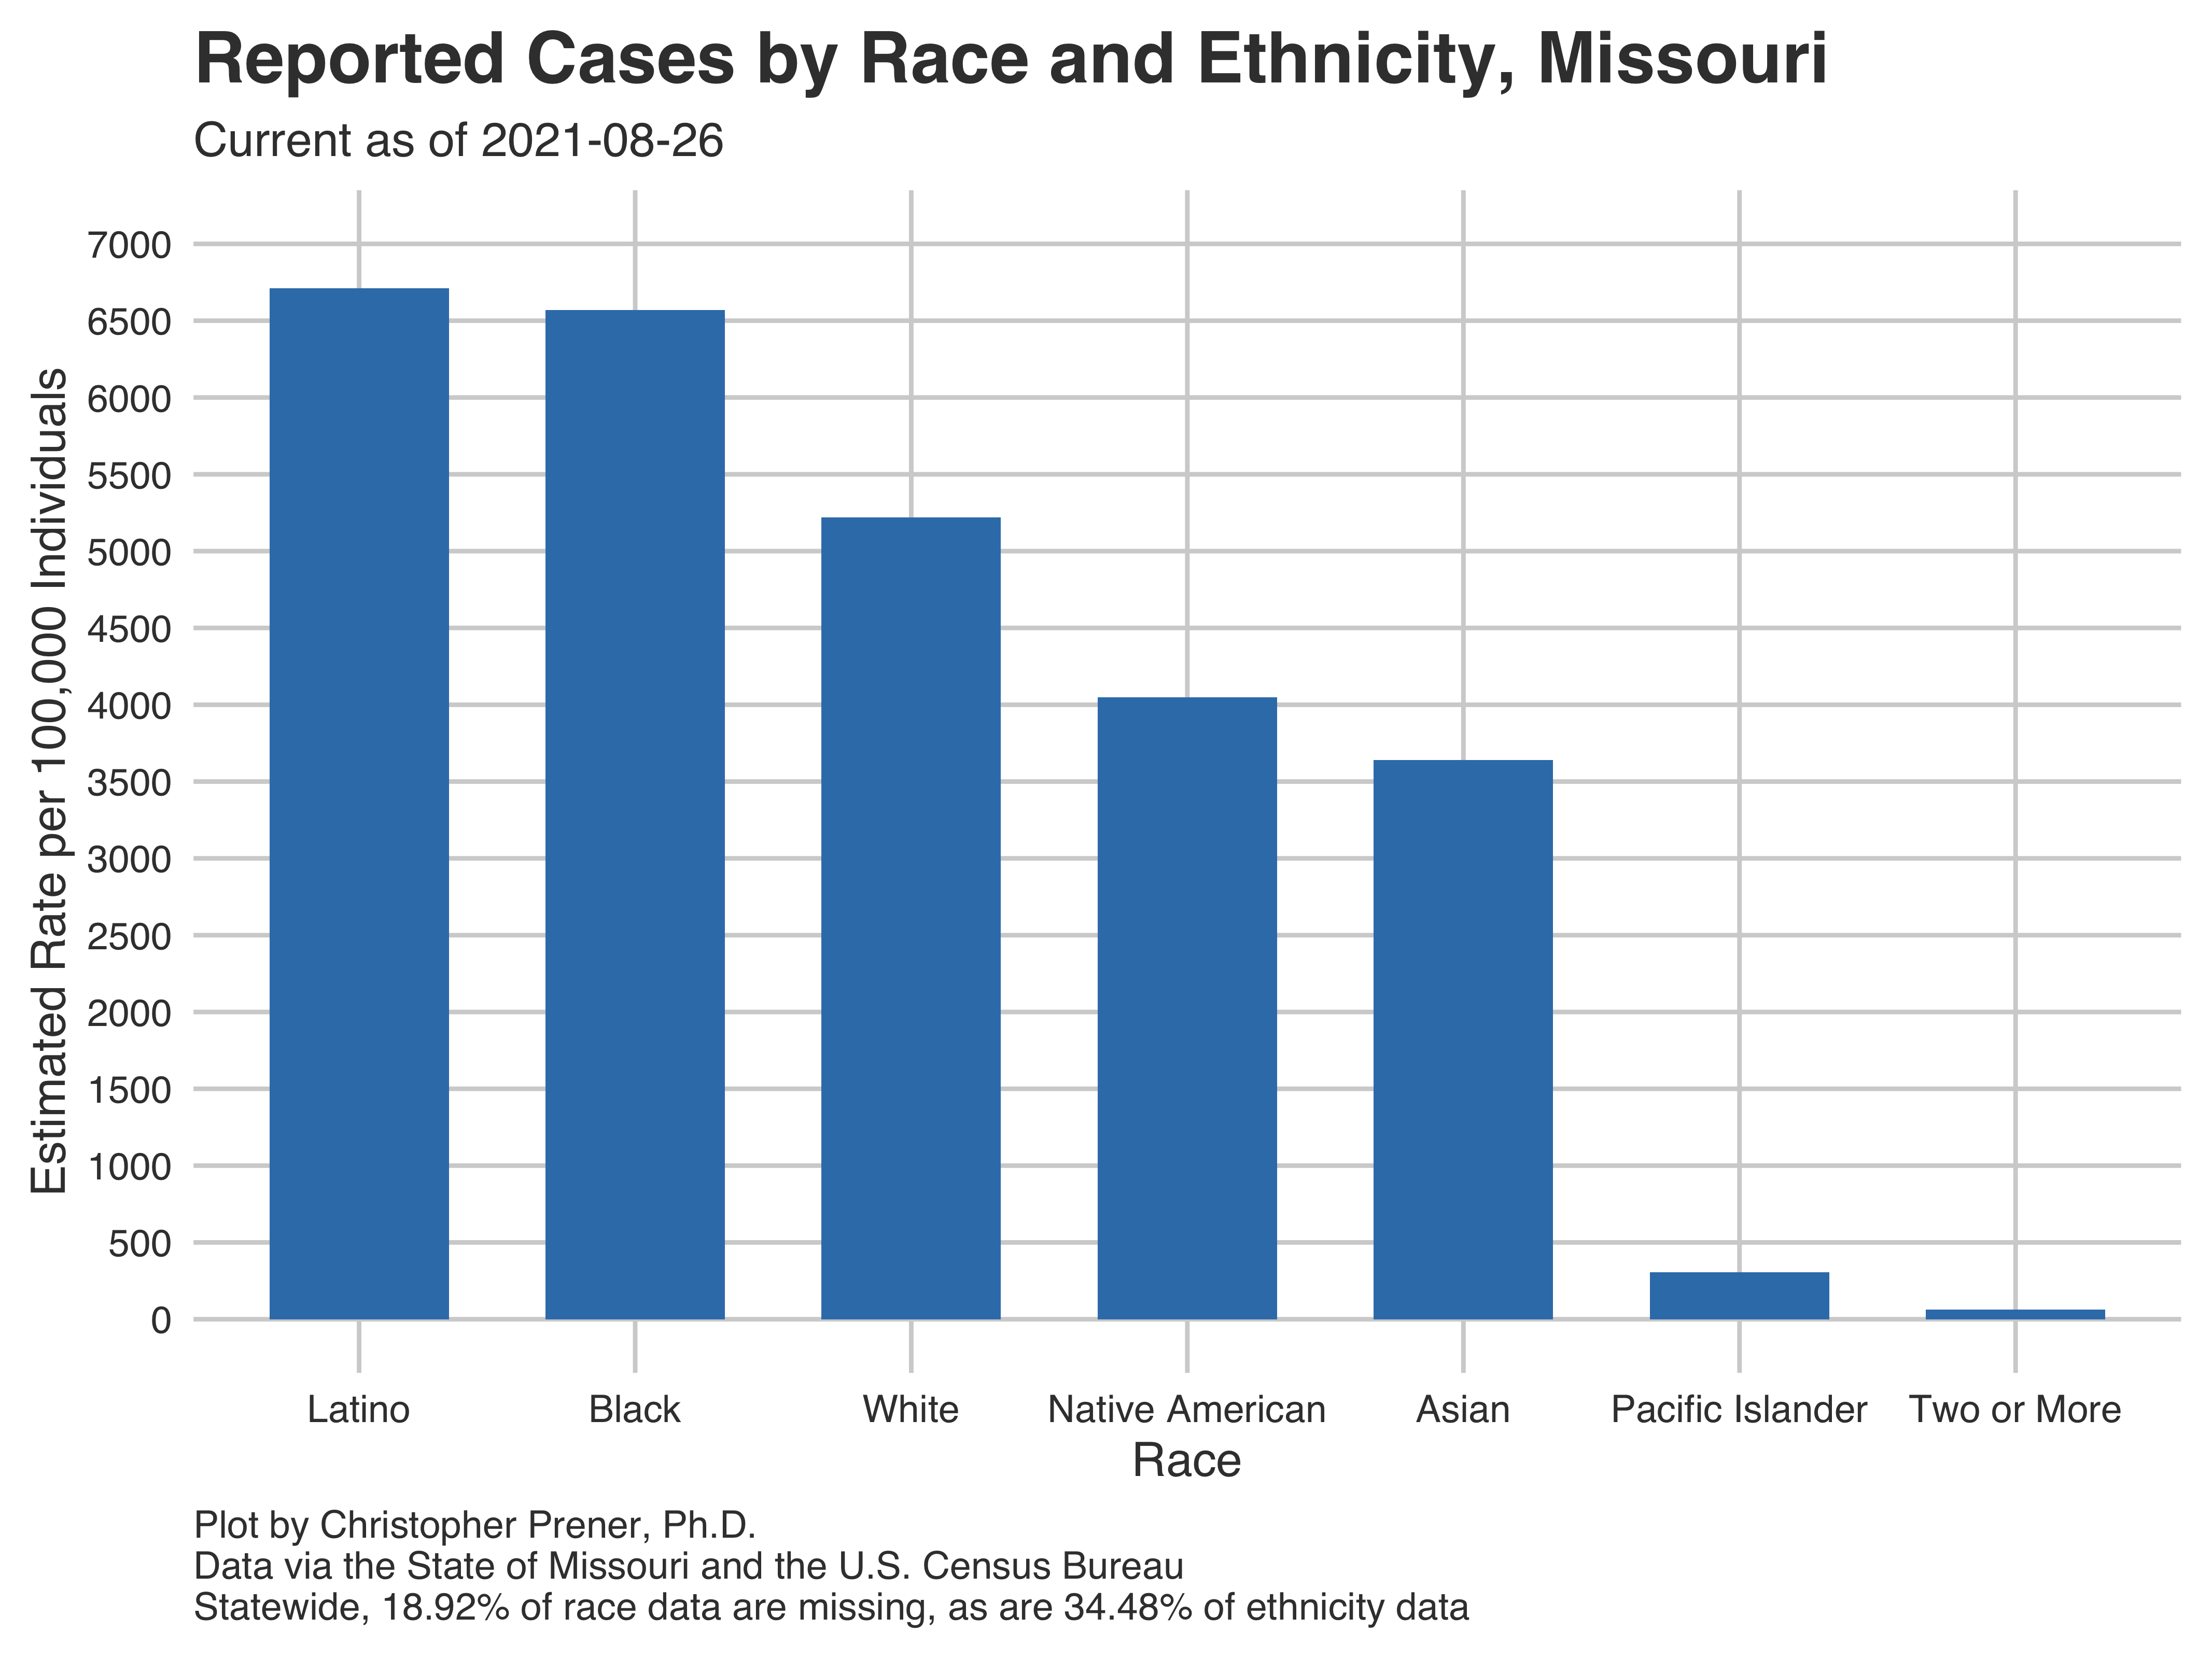 Reported Cases by Race and Ethnicity, Missouri
Current as of 2021-08-26
Estimated Rate per 100,000 Individuals
7000
6500
6000
5500
5000
4500
4000
3500
3000
2500
2000
1500
1000
500
0
Latino Black White Native American Asian Pacific Islander Two or More
Race
Plot by Christopher Prener, Ph.D.
Data via the State of Missouri and the U.S. Census Bureau
Statewide, 18.92% of race data are missing, as are 34.48% of ethnicity data